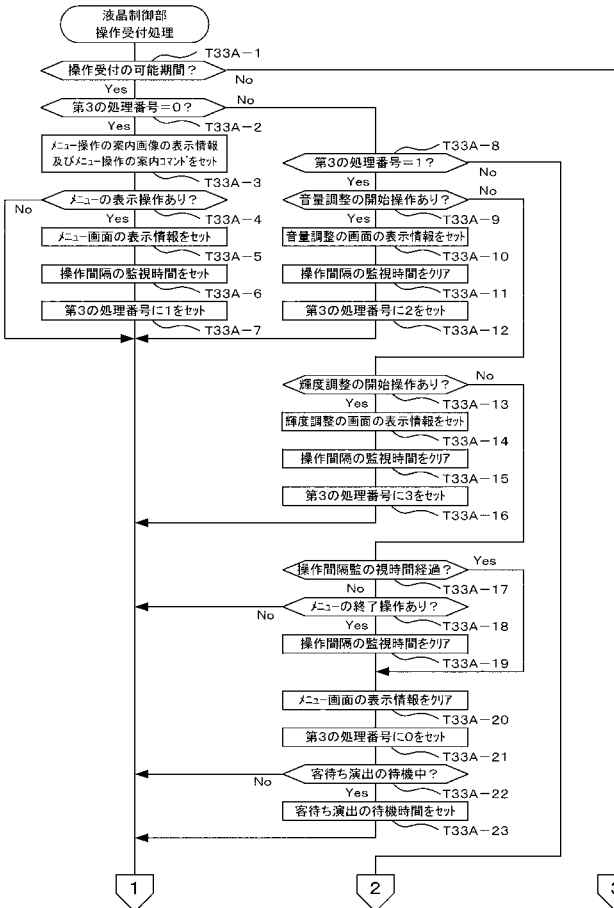 液晶制御部
操作受付処理
T33A-1
操作受付の可能期間?
No
Yes
第3の処理番号=0?
No
Yes
T33A-2
メニュー操作の案内画像の表示情報
及びメニュー操作の案内コマンドをセット
T33A-3
メニューの表示操作あり?
No
Yes
T33A-4
メニュー画面の表示情報をセット
T33A-5
操作間隔の監視時間をセット
T33A-6
第3の処理番号に1をセット
T33A-7
T33A-8
第3の処理番号=1?
No
Yes
音量調整の開始操作あり?
No
Yes
T33A-9
音量調整の画面の表示情報をセット
T33A-10
操作間隔の監視時間をクリア
T33A-11
第3の処理番号に2をセット
T33A-12
輝度調整の開始操作あり?
No
Yes
T33A-13
輝度調整の画面の表示情報をセット
T33A-14
操作間隔の監視時間をクリア
T33A-15
第3の処理番号に3をセット
T33A-16
操作間隔監の視時間経過?
Yes
No
T33A-17
メニューの終了操作あり?
No
Yes
T33A-18
操作間隔の監視時間をクリア
T33A-19
メニュー画面の表示情報をクリア
T33A-20
第3の処理番号に0をセット
T33A-21
客待ち演出の待機中?
No
Yes
T33A-22
客待ち演出の待機時間をセット
T33A-23
1
2
3